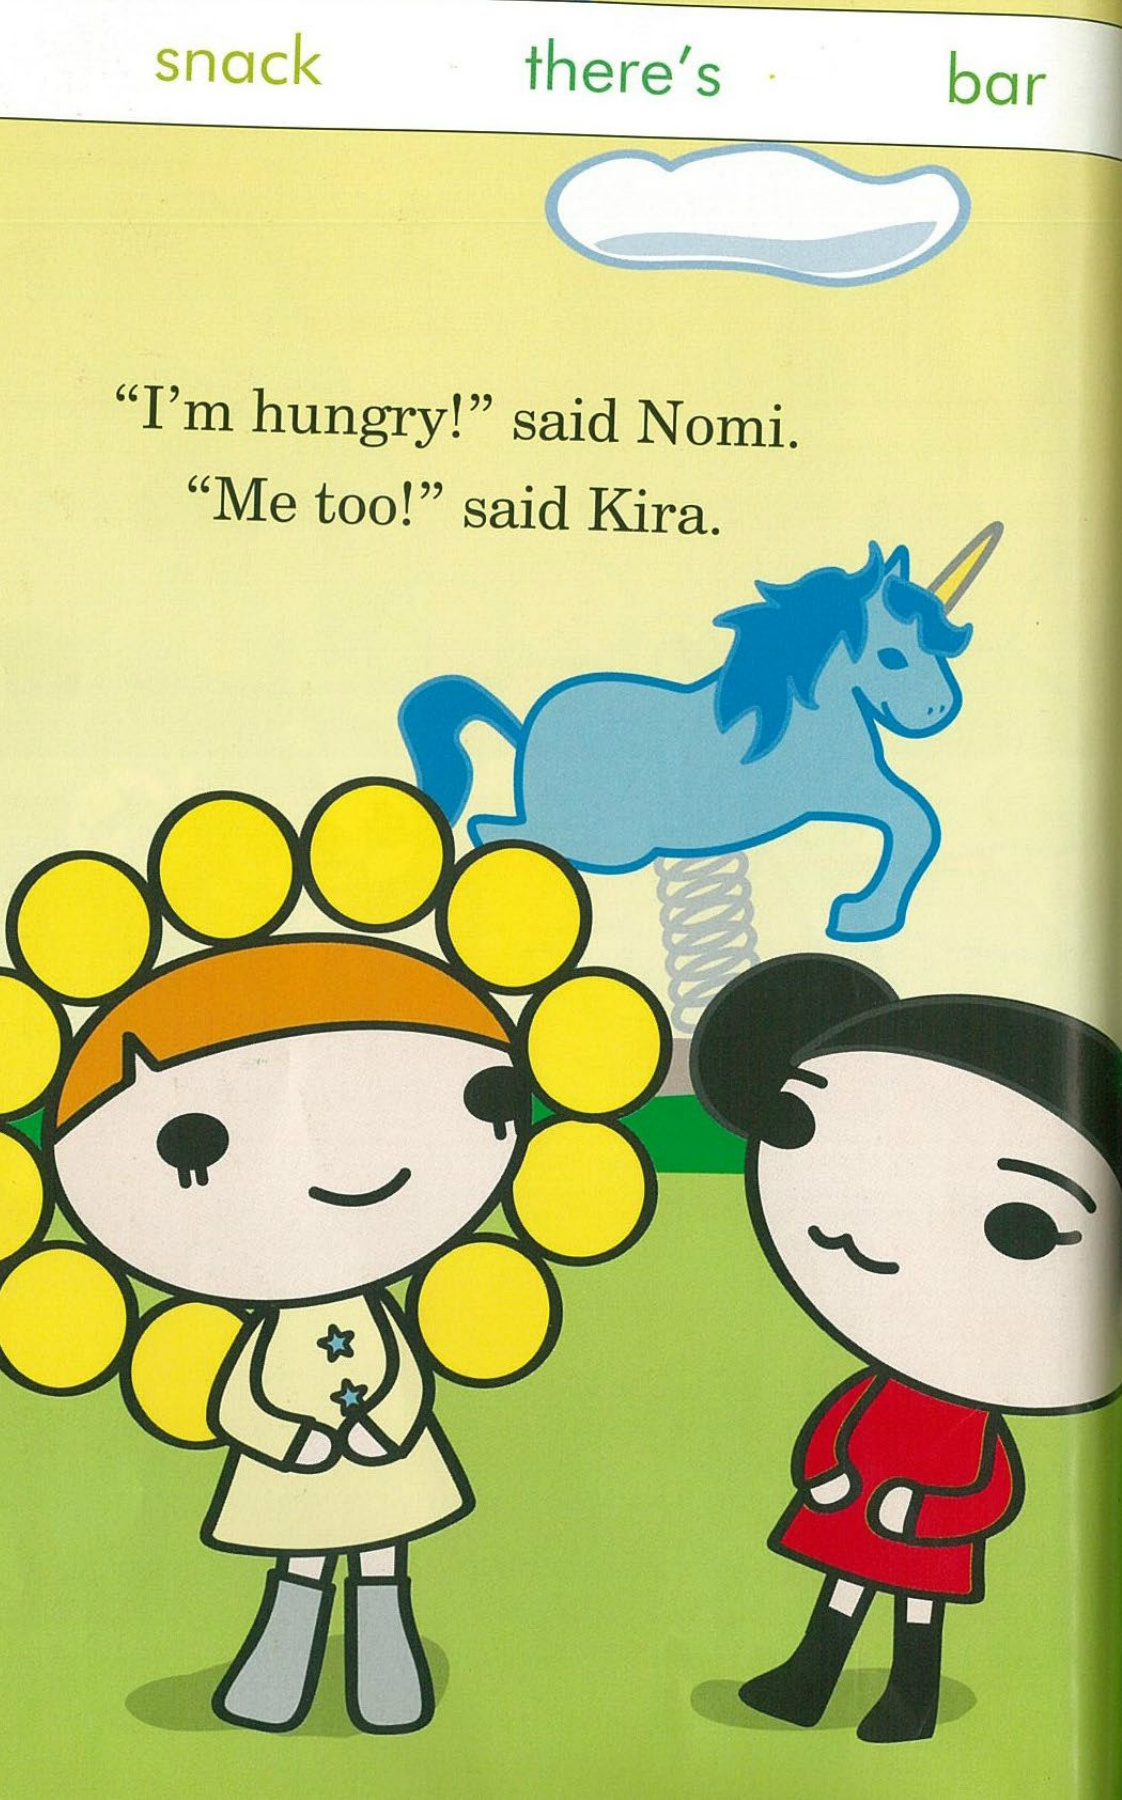 snack there's bar
“I’m hungry!” said Nomi.
“Me too!” said Kira.